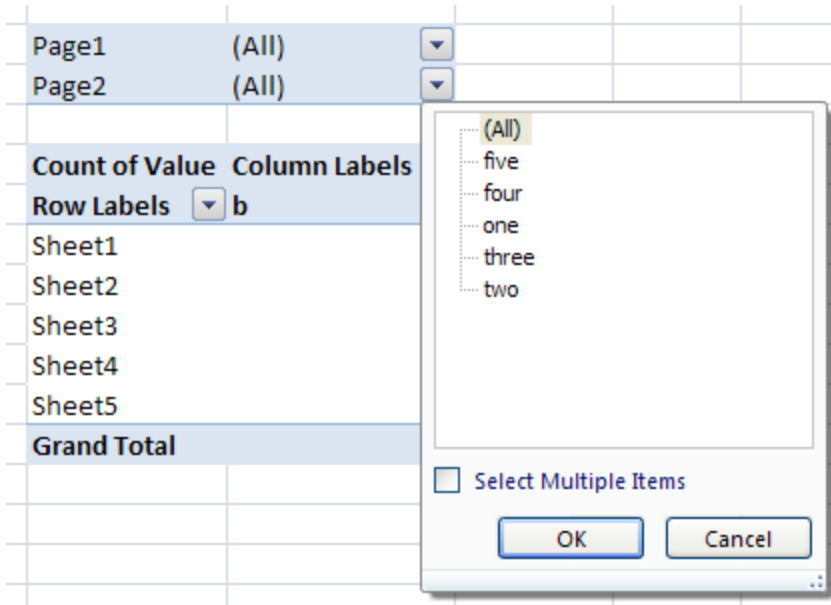 Page1 (All)
Page2 (All)
Count of Value Column Labels
Row Labels b
Sheet1
Sheet2
Sheet3
Sheet4
Sheet5
Grand Total
(All)
five
four
one
three
two
Select Multiple Items
OK Cancel